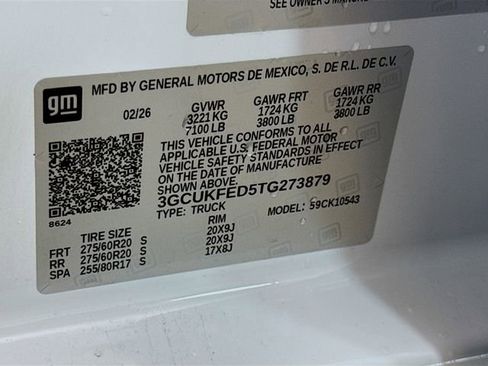 SEE OWNER'S MANUAL
gm
MFD BY GENERAL MOTORS DE MEXICO, S. DE R.L. DE C.V.
02/26 GVWR GAWR FRT GAWR RR
3221 KG 1724 KG 1724 KG
7100 LB 3800 LB 3800 LB
THIS VEHICLE CONFORMS TO ALL
APPLICABLE U.S. FEDERAL MOTOR
VEHICLE SAFETY STANDARDS IN EFFECT
ON THE DATE OF MANUFACTURE SHOWN ABOVE.
3GCUKFED5TG273879
TYPE: TRUCK MODEL: 59CK10543
8624
TIRE SIZE RIM
FRT 275/60R20 S 20X9J
RR 275/60R20 S 20X9J
SPA 255/80R17 S 17X8J